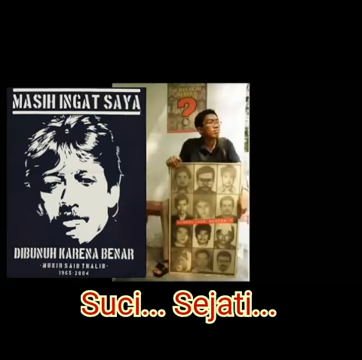 MASIH INGAT SAYA
DIBUNUH KARENA BENAR
-MUNIR SAID THALIB-
1965-2004
?
Suci... Sejati...